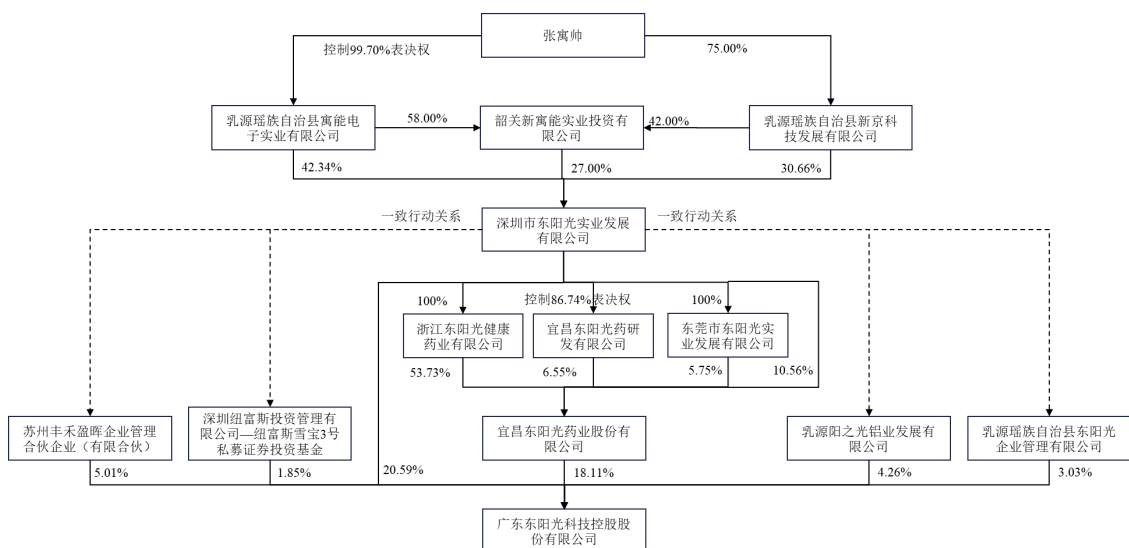 张寓帅
控制99.70%表决权
75.00%
乳源瑶族自治县寓能电
子实业有限公司
58.00%
韶关新寓能实业投资有
限公司
42.00%
乳源瑶族自治县新京科
技发展有限公司
42.34%
27.00%
30.66%
一致行动关系
深圳市东阳光实业发展
有限公司
一致行动关系
100%
控制86.74%表决权
100%
浙江东阳光健康
药业有限公司
宜昌东阳光药研
发有限公司
东莞市东阳光实
业发展有限公司
53.73%
6.55%
5.75%
10.56%
苏州丰禾盈晖企业管理
合伙企业（有限合伙）
深圳纽富斯投资管理有
限公司—纽富斯雪宝3号
私募证券投资基金
宜昌东阳光药业股份有
限公司
乳源阳之光铝业发展有
限公司
乳源瑶族自治县东阳光
企业管理有限公司
5.01%
1.85%
20.59%
18.11%
4.26%
3.03%
广东东阳光科技控股股
份有限公司